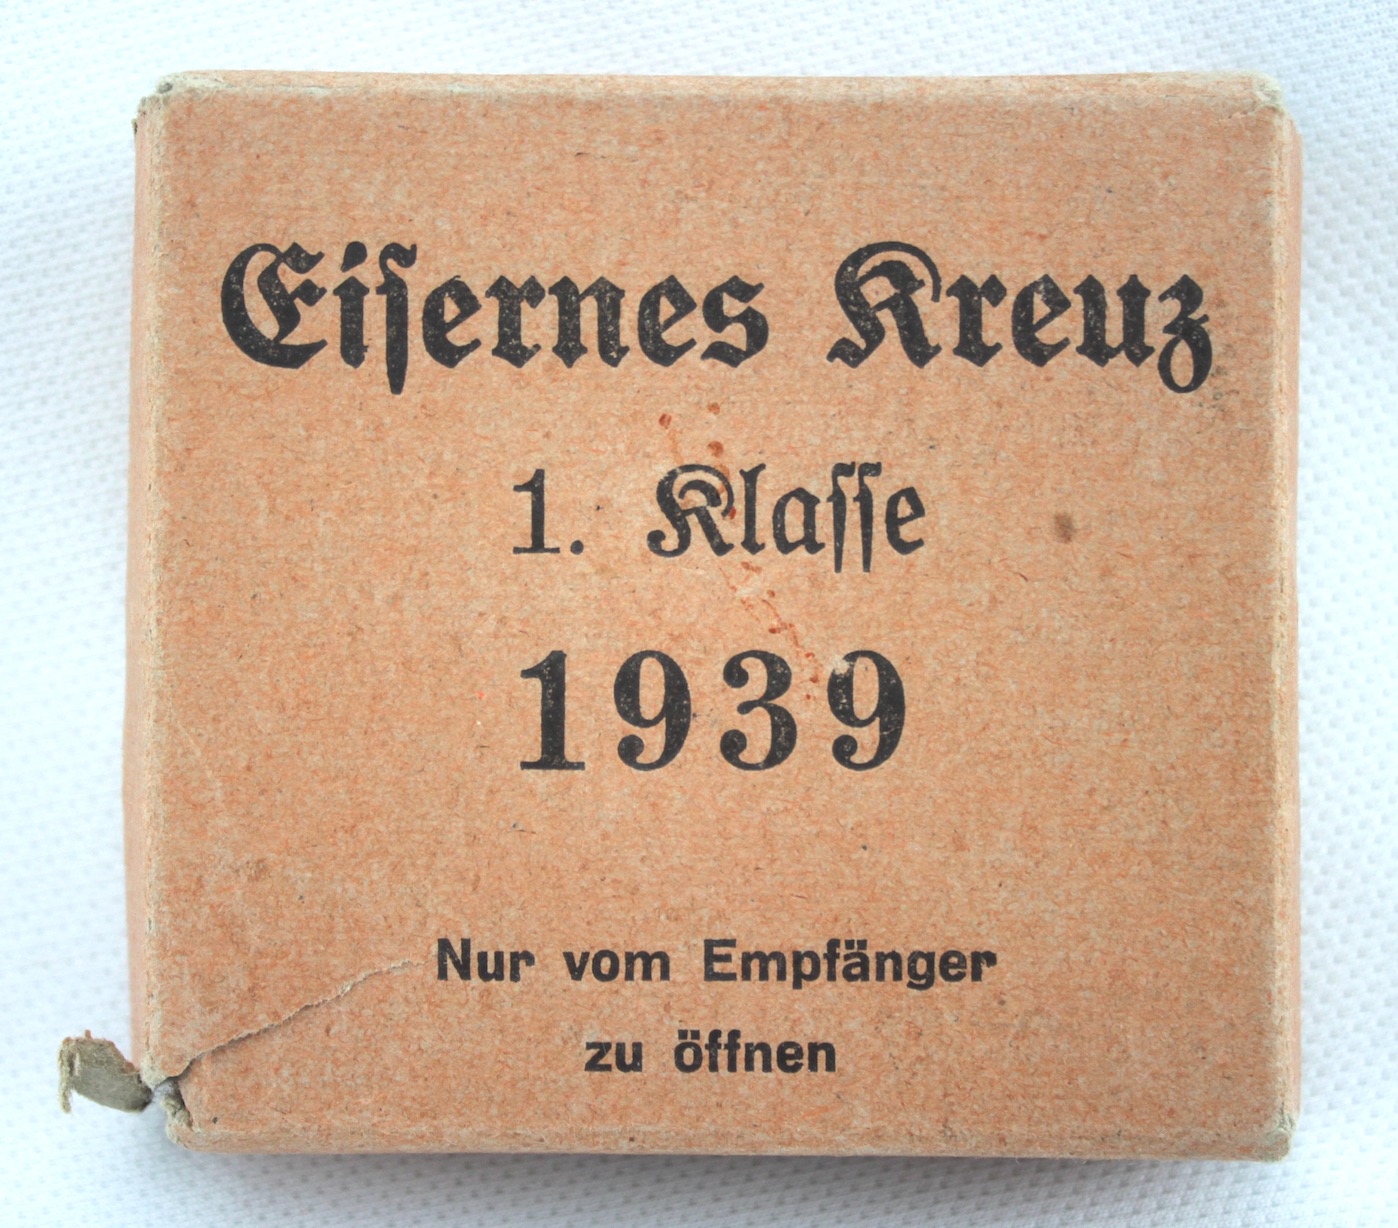 Eiſernes Kreuz
1. Klaſſe
1939
Nur vom Empfänger
zu öffnen